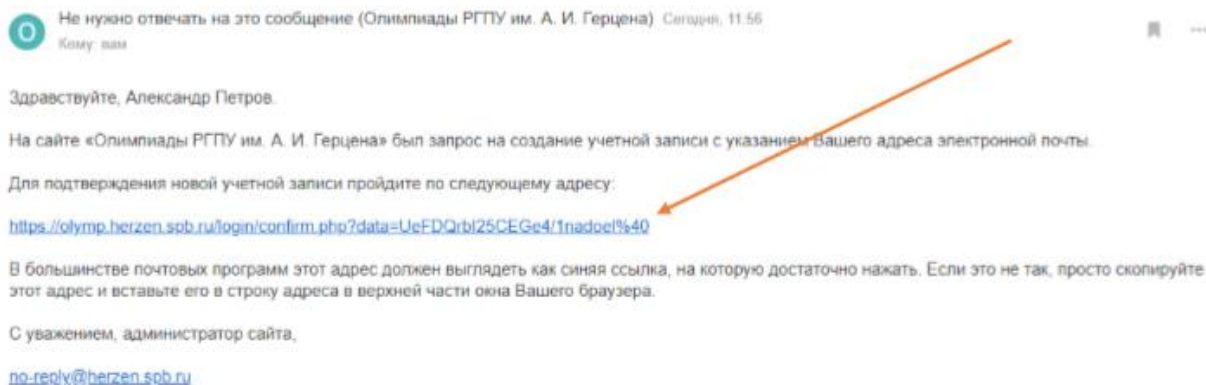 О
Не нужно отвечать на это сообщение (Олимпиады РГПУ им. А. И. Герцена) Сегодня, 11:56
Кому: вам
Здравствуйте, Александр Петров.
На сайте «Олимпиады РГПУ им. А. И. Герцена» был запрос на создание учетной записи с указанием Вашего адреса электронной почты.
Для подтверждения новой учетной записи пройдите по следующему адресу:
https://olymp.herzen.spb.ru/login/confirm.php?data=UeFDQrbI25CEGe4/1nadoel%40
В большинстве почтовых программ этот адрес должен выглядеть как синяя ссылка, на которую достаточно нажать. Если это не так, просто скопируйте
этот адрес и вставьте его в строку адреса в верхней части окна Вашего браузера.
С уважением, администратор сайта,
no-reply@herzen.spb.ru